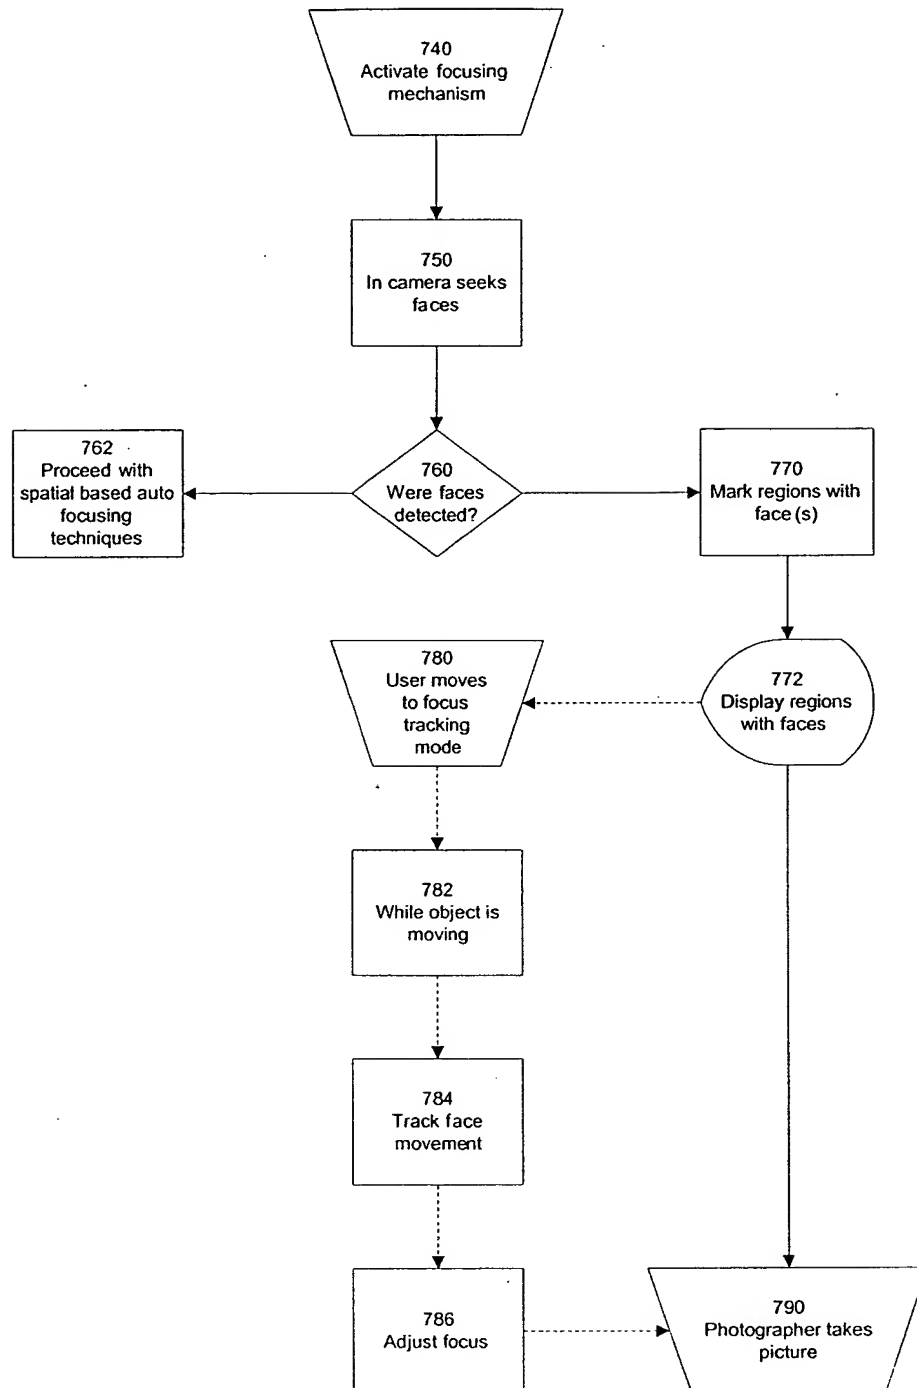 740
Activate focusing
mechanism
750
In camera seeks
faces
762
Proceed with
spatial based auto
focusing
techniques
760
Were faces
detected?
770
Mark regions with
face(s)
780
User moves
to focus
tracking
mode
772
Display regions
with faces
782
While object is
moving
784
Track face
movement
786
Adjust focus
790
Photographer takes
picture